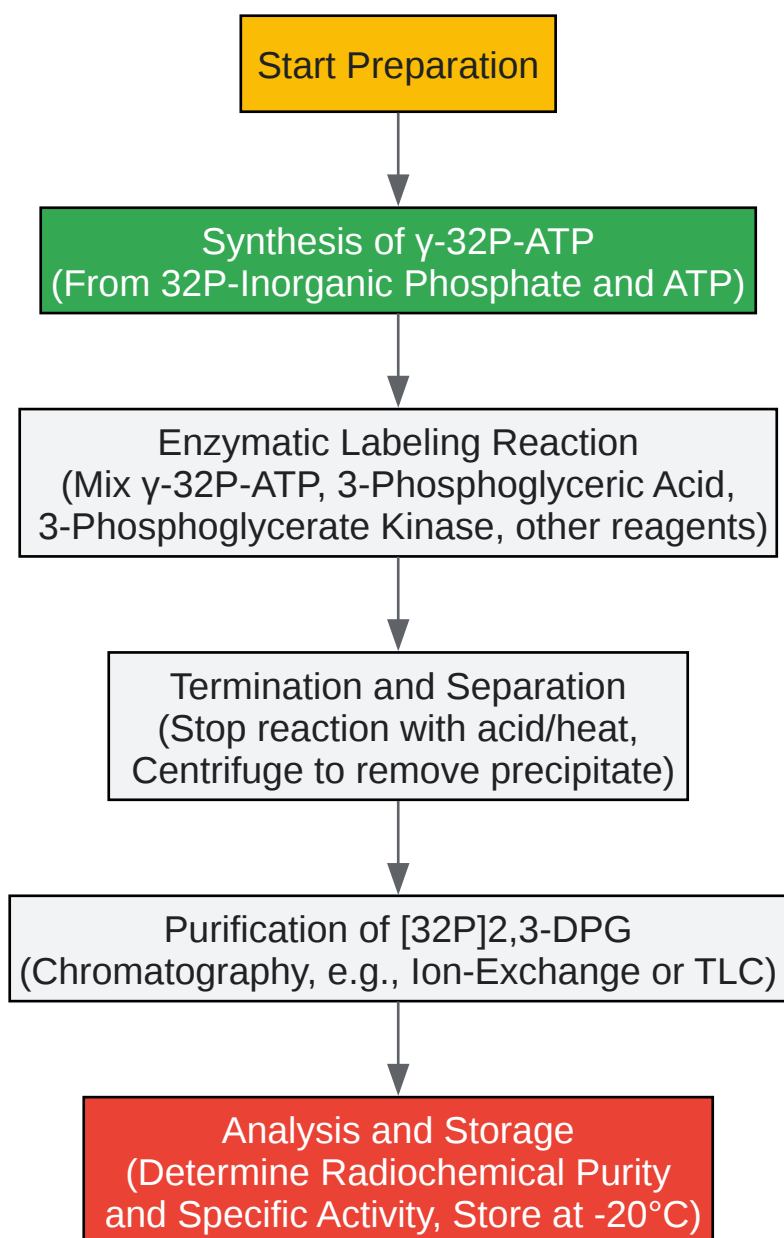 Start Preparation
Synthesis of γ-32P-ATP
(From 32P-Inorganic Phosphate and ATP)
Enzymatic Labeling Reaction
(Mix γ-32P-ATP, 3-Phosphoglyceric Acid,
3-Phosphoglycerate Kinase, other reagents)
Termination and Separation
(Stop reaction with acid/heat,
Centrifuge to remove precipitate)
Purification of [32P]2,3-DPG
(Chromatography, e.g., Ion-Exchange or TLC)
Analysis and Storage
(Determine Radiochemical Purity
and Specific Activity, Store at -20°C)